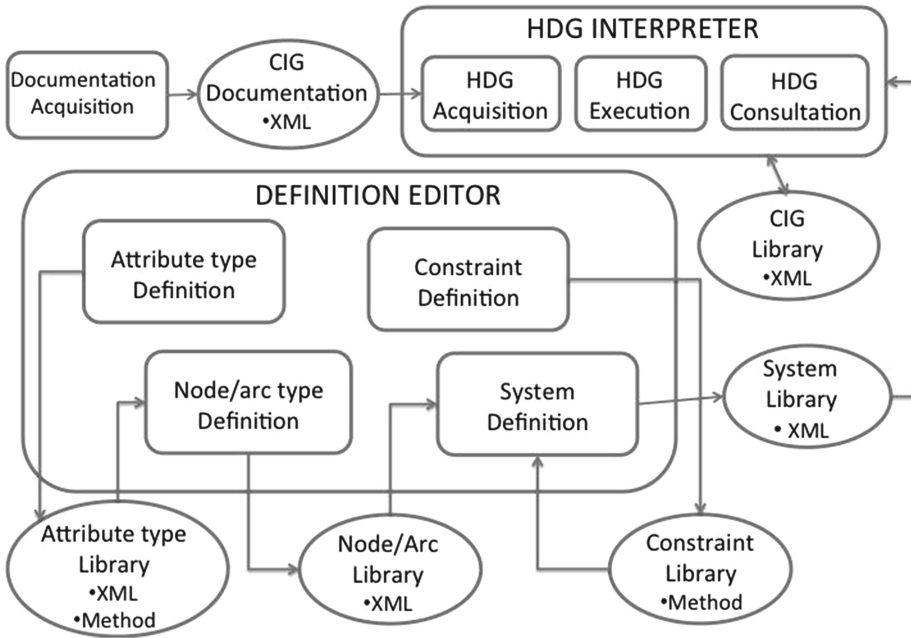 Documentation
Acquisition
CIG
Documentation
•XML
HDG INTERPRETER
HDG
Acquisition
HDG
Execution
HDG
Consultation
CIG
Library
•XML
DEFINITION EDITOR
Attribute type
Definition
Constraint
Definition
Node/arc type
Definition
System
Definition
System
Library
• XML
Attribute type
Library
•XML
•Method
Node/Arc
Library
•XML
Constraint
Library
•Method